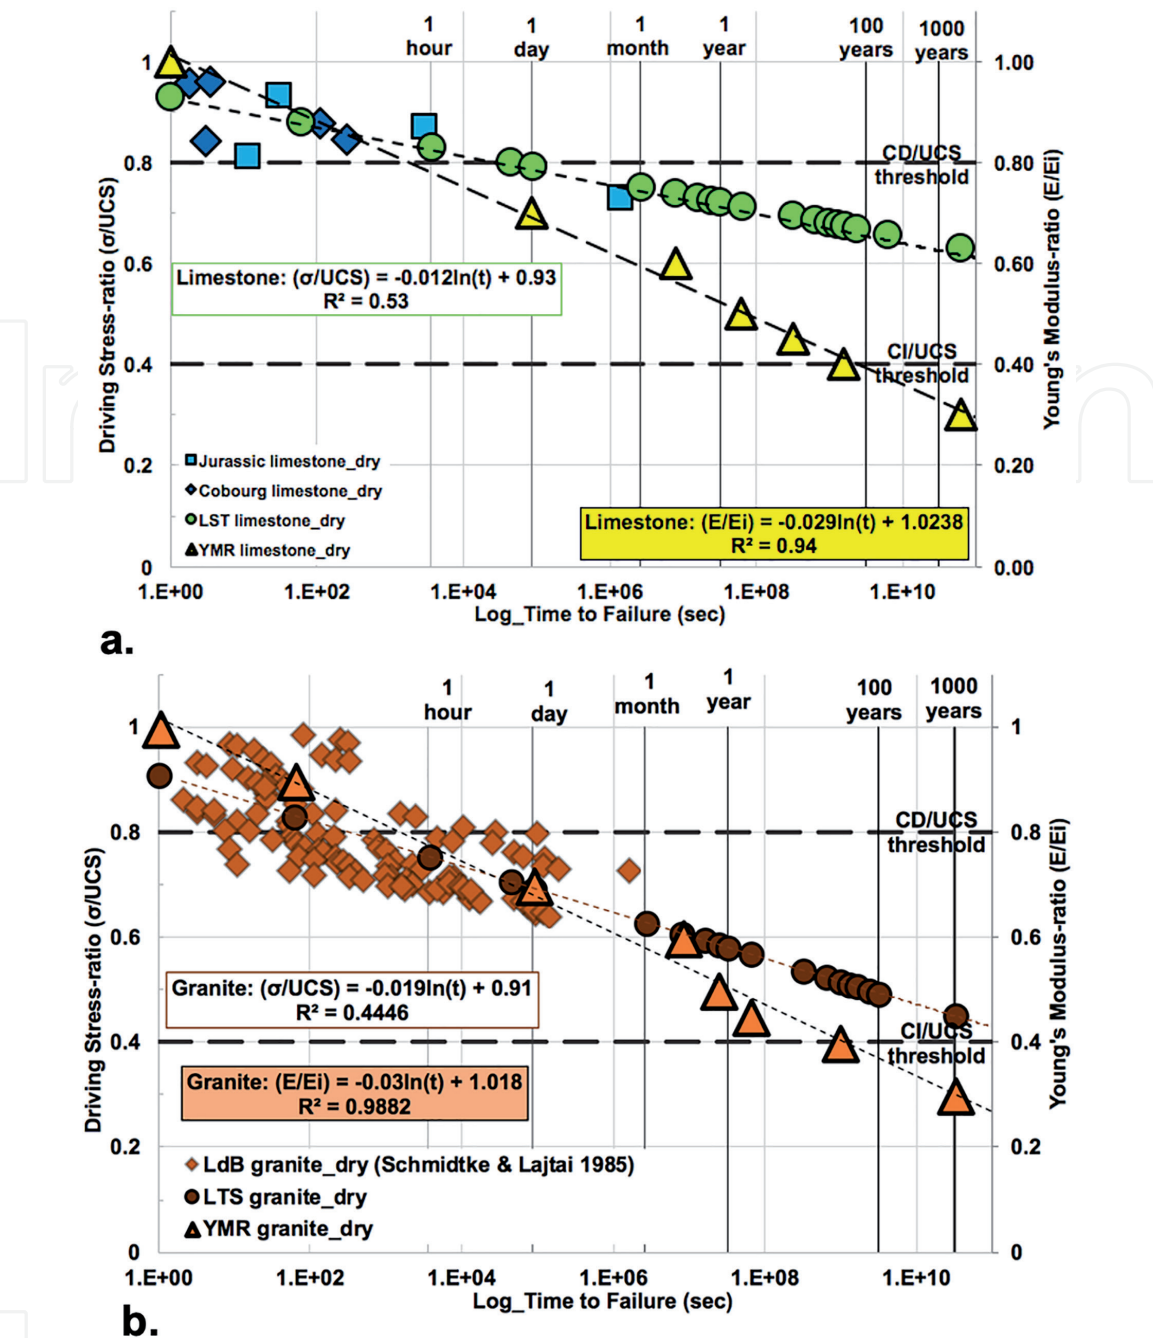 1 hour
1 day
1 month
1 year
100 years
1000 years
1
0.8
0.6
0.4
0.2
0
1.00
0.80
0.60
0.40
0.20
0.00
Driving Stress-ratio (σ/UCS)
Young's Modulus-ratio (E/Ei)
CD/UCS
threshold
CI/UCS
threshold
Limestone: (σ/UCS) = -0.012ln(t) + 0.93
R² = 0.53
Jurassic limestone_dry
Cobourg limestone_dry
LST limestone_dry
YMR limestone_dry
Limestone: (E/Ei) = -0.029ln(t) + 1.0238
R² = 0.94
1.E+00 1.E+02 1.E+04 1.E+06 1.E+08 1.E+10
Log_Time to Failure (sec)
a.
1 hour
1 day
1 month
1 year
100 years
1000 years
1
0.8
0.6
0.4
0.2
0
1
0.8
0.6
0.4
0.2
0
Driving Stress-ratio (σ/UCS)
Young's Modulus-ratio (E/Ei)
CD/UCS
threshold
CI/UCS
threshold
Granite: (σ/UCS) = -0.019ln(t) + 0.91
R² = 0.4446
Granite: (E/Ei) = -0.03ln(t) + 1.018
R² = 0.9882
LdB granite_dry (Schmidtke & Lajtai 1985)
LTS granite_dry
YMR granite_dry
1.E+00 1.E+02 1.E+04 1.E+06 1.E+08 1.E+10
Log_Time to Failure (sec)
b.